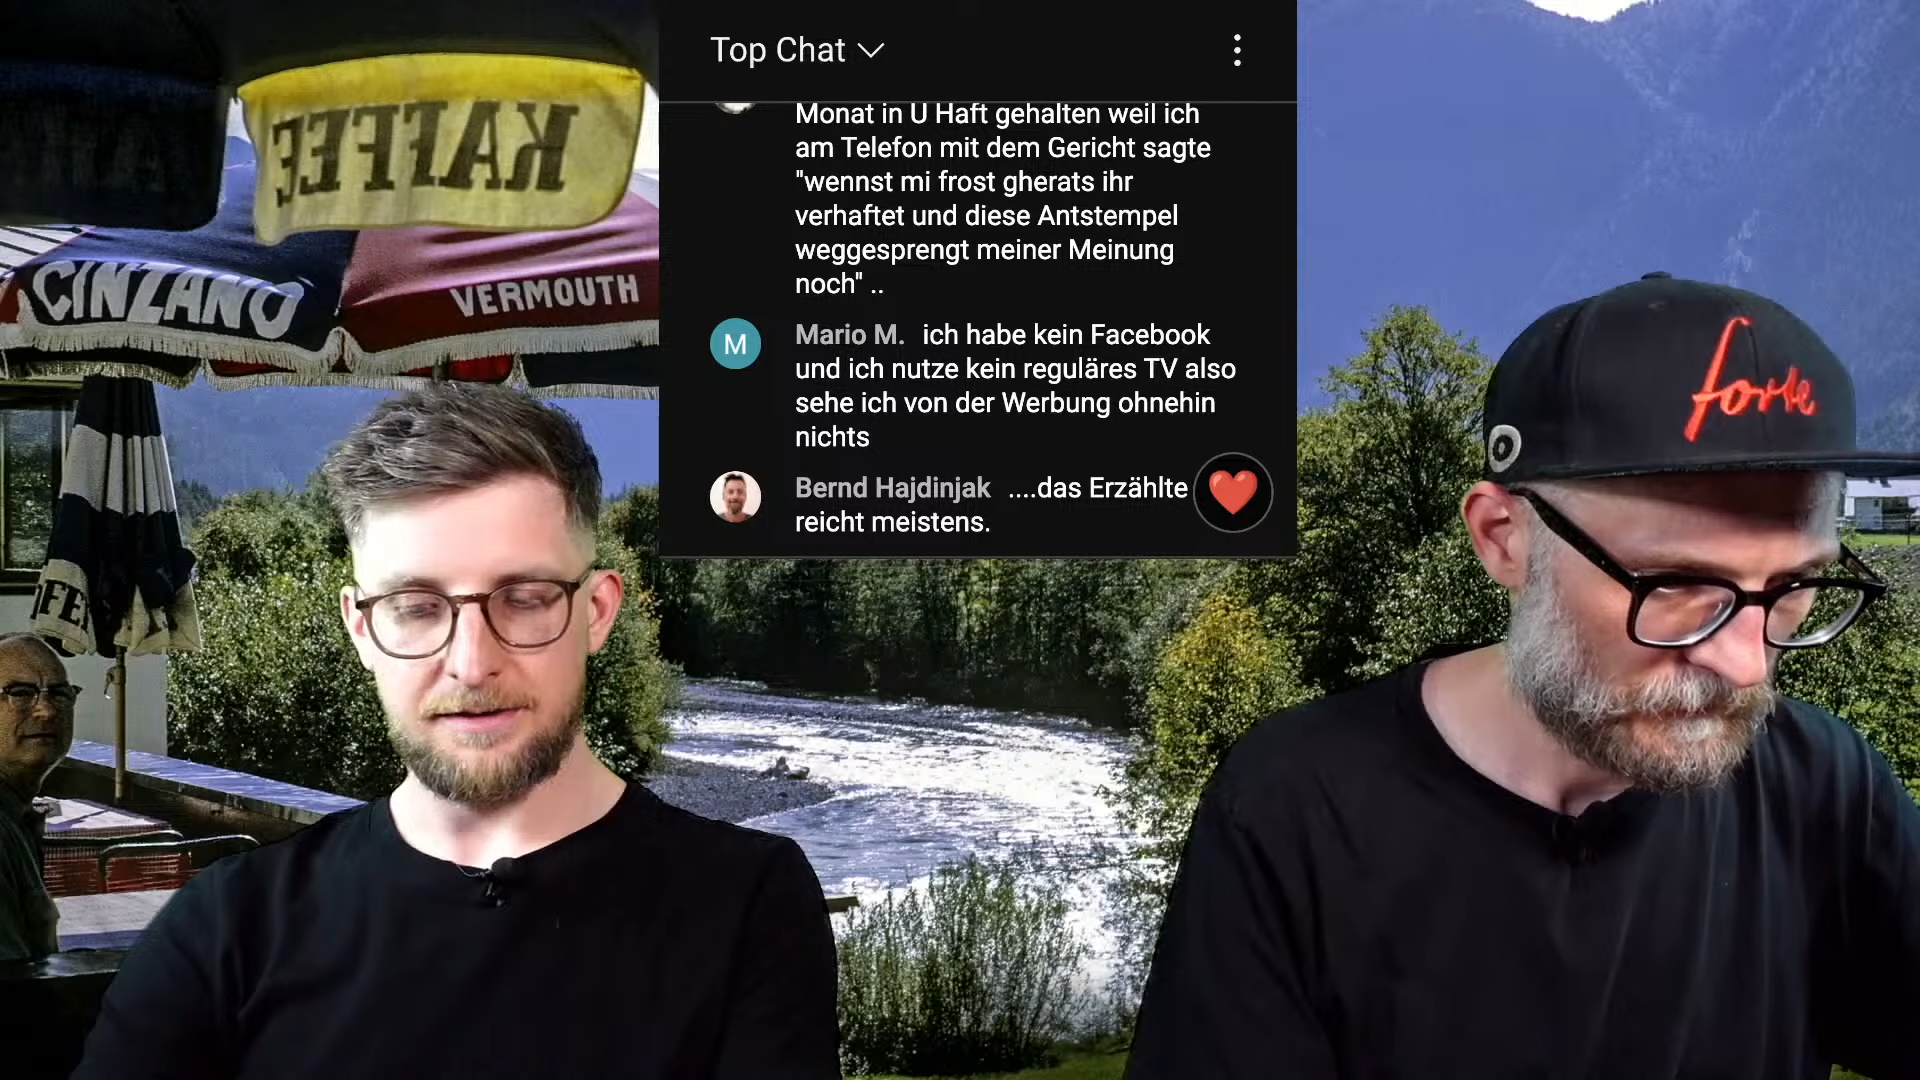 Top Chat
Monat in U Haft gehalten weil ich
am Telefon mit dem Gericht sagte
"wennst mi frost gherats ihr
verhaftet und diese Antstempel
weggesprengt meiner Meinung
noch" ..
Mario M. ich habe kein Facebook
und ich nutze kein reguläres TV also
sehe ich von der Werbung ohnehin
nichts
Bernd Hajdinjak ....das Erzählte
reicht meistens.
M
KAFFEE
CINZANO
VERMOUTH
forte